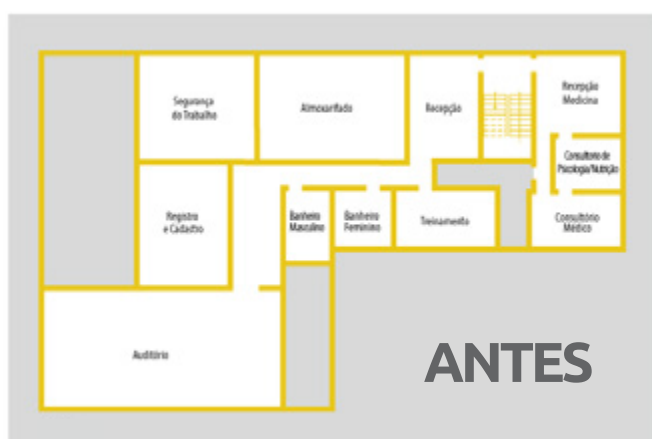 Segurança
do Trabalho
Almoxarifado
Recepção
Recepção
Medicina
Consultório de
Psicologia/Nutrição
Registro
e Cadastro
Banheiro
Masculino
Banheiro
Feminino
Treinamento
Consultório
Médico
Auditório
ANTES